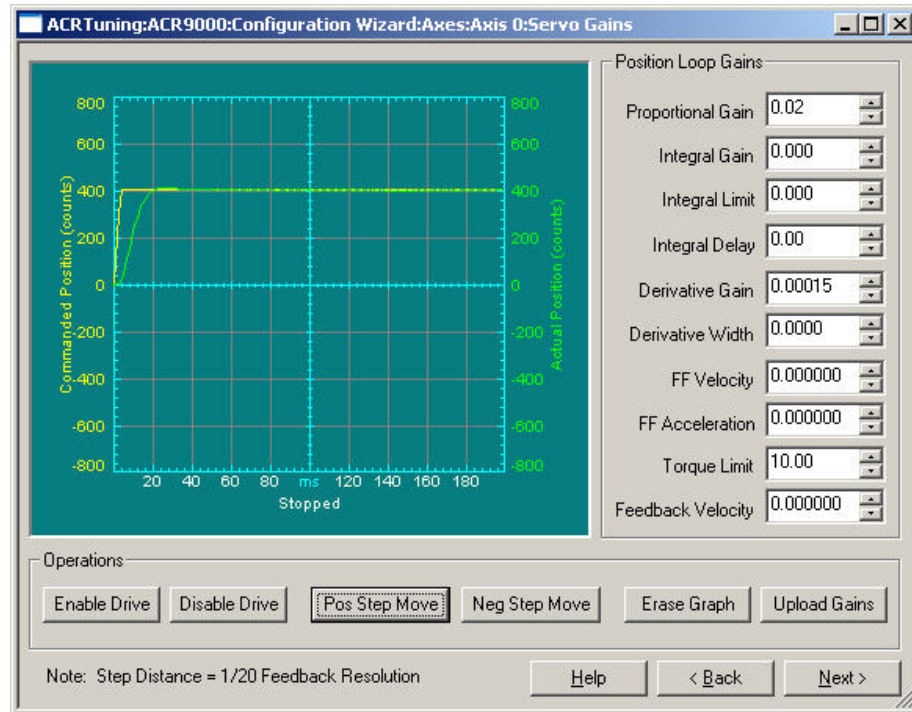 ACRTuning:ACR9000:Configuration Wizard:Axes:Axis 0:Servo Gains
Commanded Position (counts)
800
600
400
200
0
-200
-400
-600
-800
800
600
400
200
0
-200
-400
-600
-800
Actual Position (counts)
20 40 60 80 ms 120 140 160 180
Stopped
Position Loop Gains
Proportional Gain 0.02
Integral Gain 0.000
Integral Limit 0.000
Integral Delay 0.00
Derivative Gain 0.00015
Derivative Width 0.0000
FF Velocity 0.000000
FF Acceleration 0.000000
Torque Limit 10.00
Feedback Velocity 0.000000
Operations
Enable Drive Disable Drive Pos Step Move Neg Step Move Erase Graph Upload Gains
Note: Step Distance = 1/20 Feedback Resolution
Help < Back Next >